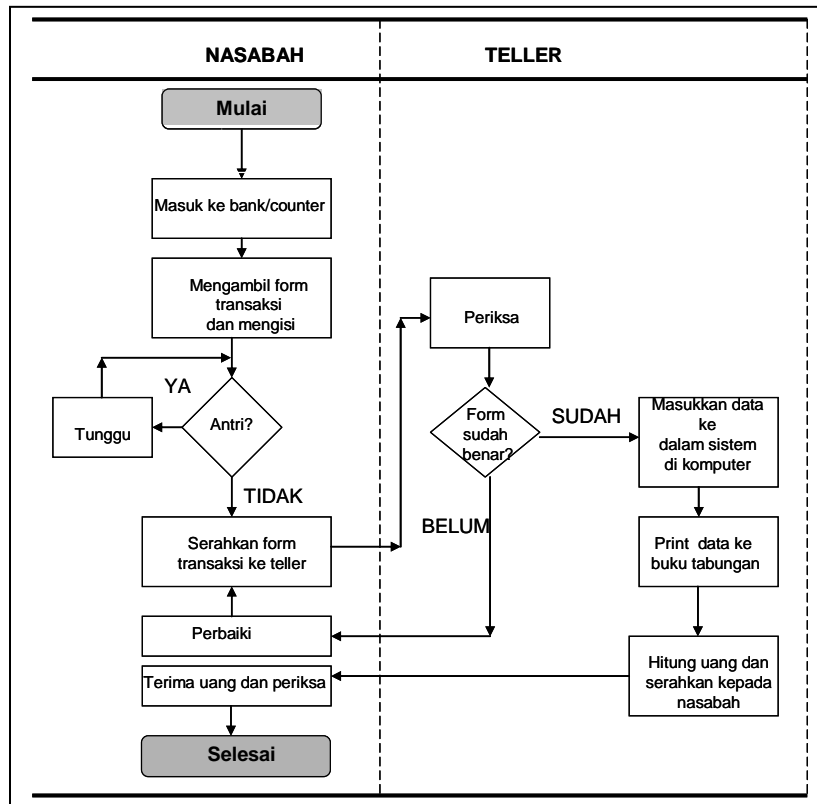 NASABAH
TELLER
Mulai
Masuk ke bank/counter
Mengambil form
transaksi
dan mengisi
YA
Tunggu
Antri?
TIDAK
Serahkan form
transaksi ke teller
Periksa
Form
sudah
benar?
SUDAH
BELUM
Masukkan data
ke
dalam sistem
di komputer
Print data ke
buku tabungan
Hitung uang dan
serahkan kepada
nasabah
Perbaiki
Terima uang dan periksa
Selesai